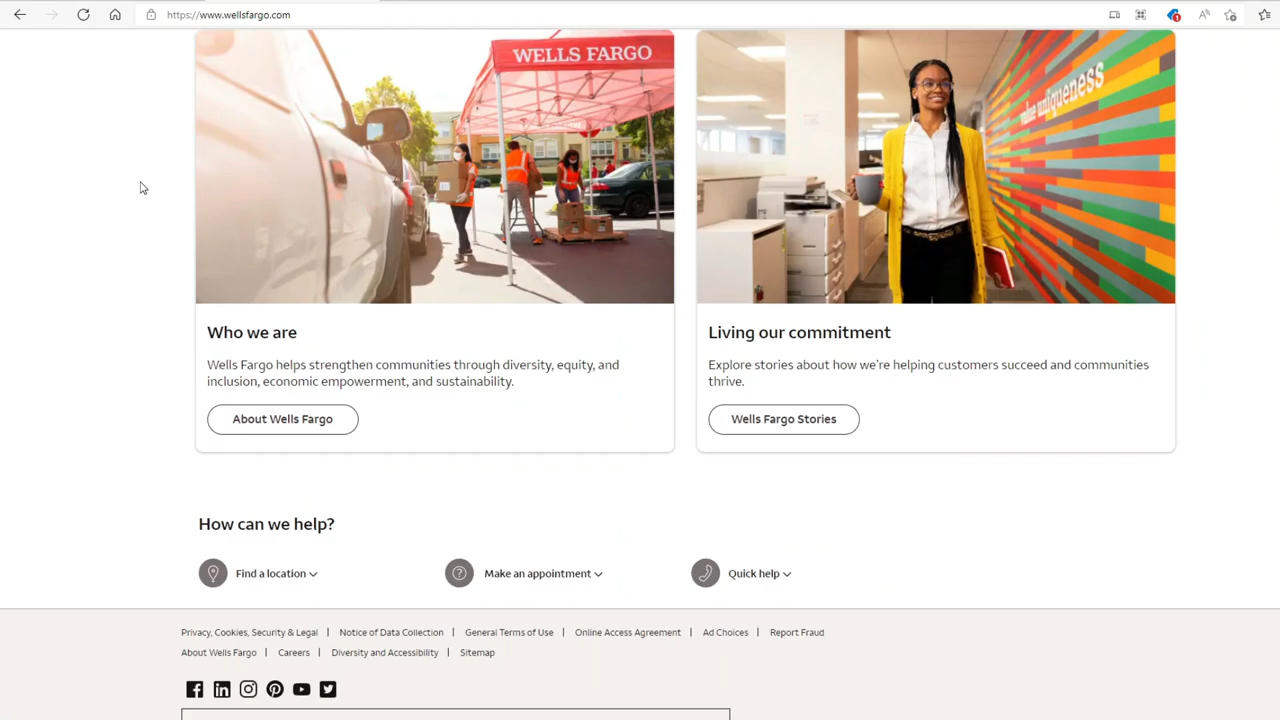 https://www.wellsfargo.com
1
WELLS FARGO
value uniqueness
Who we are
Wells Fargo helps strengthen communities through diversity, equity, and
inclusion, economic empowerment, and sustainability.
About Wells Fargo
Living our commitment
Explore stories about how we're helping customers succeed and communities
thrive.
Wells Fargo Stories
How can we help?
Find a location
Make an appointment
Quick help
Privacy, Cookies, Security & Legal | Notice of Data Collection | General Terms of Use | Online Access Agreement | Ad Choices | Report Fraud
About Wells Fargo | Careers | Diversity and Accessibility | Sitemap